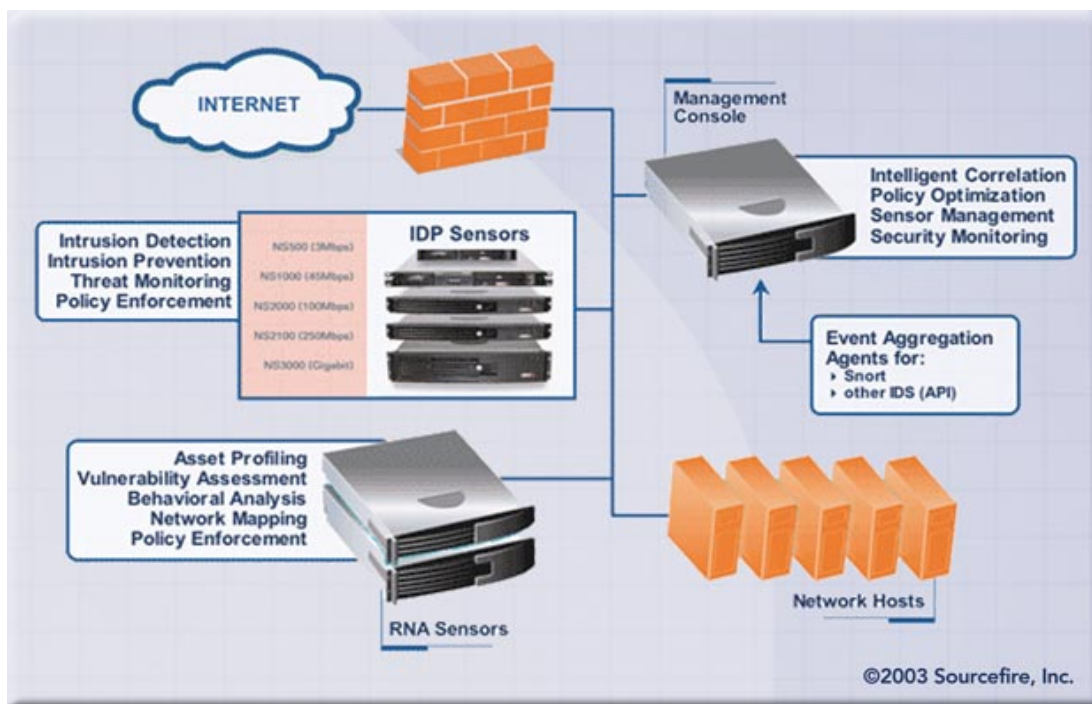 INTERNET
Management
Console
Intelligent Correlation
Policy Optimization
Sensor Management
Security Monitoring
Intrusion Detection
Intrusion Prevention
Threat Monitoring
Policy Enforcement
NS500 (3Mbps)
NS1000 (45Mbps)
NS2000 (100Mbps)
NS2100 (250Mbps)
NS3000 (Gigabit)
IDP Sensors
Event Aggregation
Agents for:
Snort
other IDS (API)
Asset Profiling
Vulnerability Assessment
Behavioral Analysis
Network Mapping
Policy Enforcement
RNA Sensors
Network Hosts
©2003 Sourcefire, Inc.